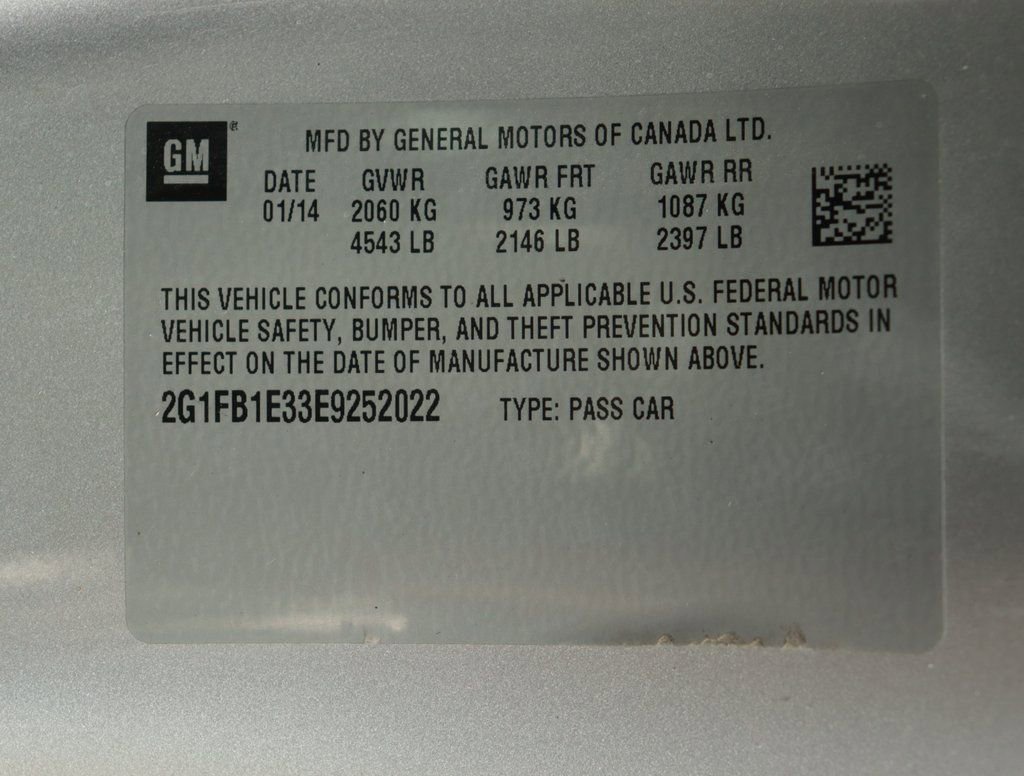 GM®
MFD BY GENERAL MOTORS OF CANADA LTD.
DATE GVWR GAWR FRT GAWR RR
01/14 2060 KG 973 KG 1087 KG
4543 LB 2146 LB 2397 LB
THIS VEHICLE CONFORMS TO ALL APPLICABLE U.S. FEDERAL MOTOR
VEHICLE SAFETY, BUMPER, AND THEFT PREVENTION STANDARDS IN
EFFECT ON THE DATE OF MANUFACTURE SHOWN ABOVE.
2G1FB1E33E9252022 TYPE: PASS CAR